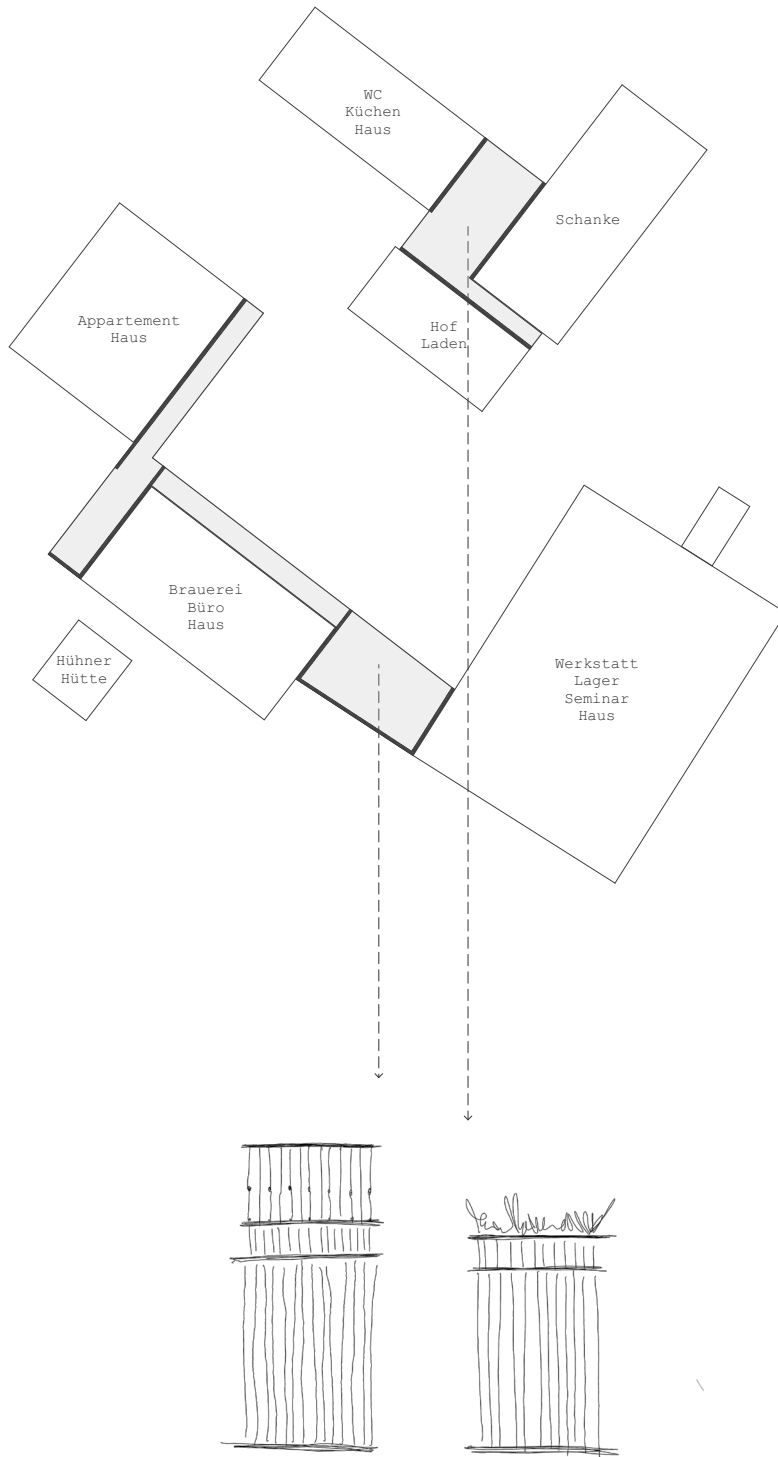 WC
Küchen
Haus
Schanke
Appartement
Haus
Hof
Laden
Brauerei
Büro
Haus
Hühner
Hütte
Werkstatt
Lager
Seminar
Haus